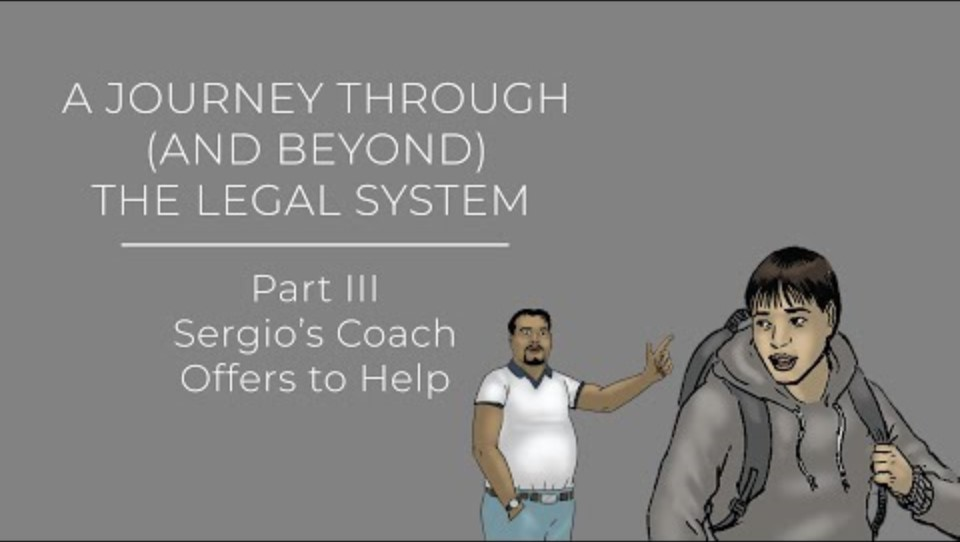 A JOURNEY THROUGH
(AND BEYOND)
THE LEGAL SYSTEM
Part III
Sergio’s Coach
Offers to Help